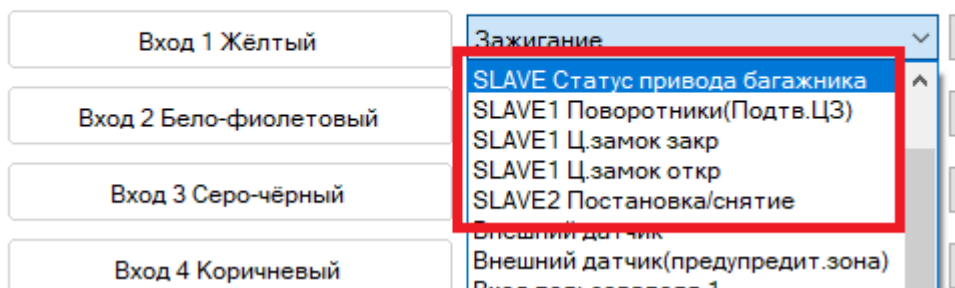 Вход 1 Жёлтый
Зажигание
SLAVE Статус привода багажника
SLAVE1 Поворотники(Подтв.ЦЗ)
Вход 2 Бело-фиолетовый
SLAVE1 Ц.замок закр
SLAVE1 Ц.замок откр
Вход 3 Серо-чёрный
SLAVE2 Постановка/снятие
Внешний датчик
Внешний датчик(предупредит.зона)
Вход 4 Коричневый